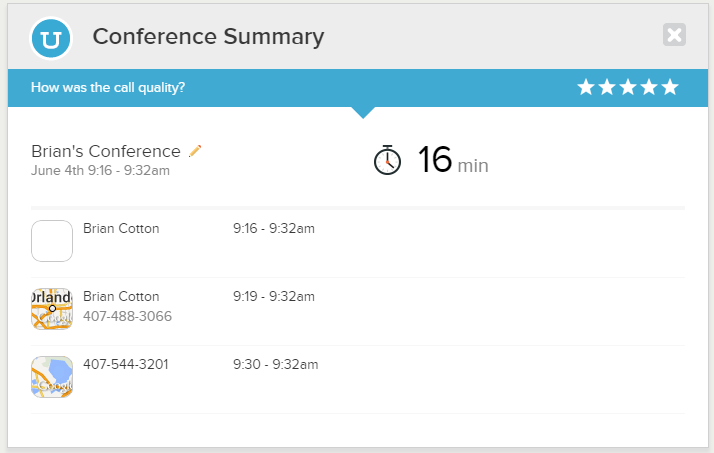 U
Conference Summary
How was the call quality?
Brian's Conference
June 4th 9:16 - 9:32am
16 min
Brian Cotton 9:16 - 9:32am
Orland
Google
Brian Cotton 9:19 - 9:32am
407-488-3066
Google
407-544-3201 9:30 - 9:32am